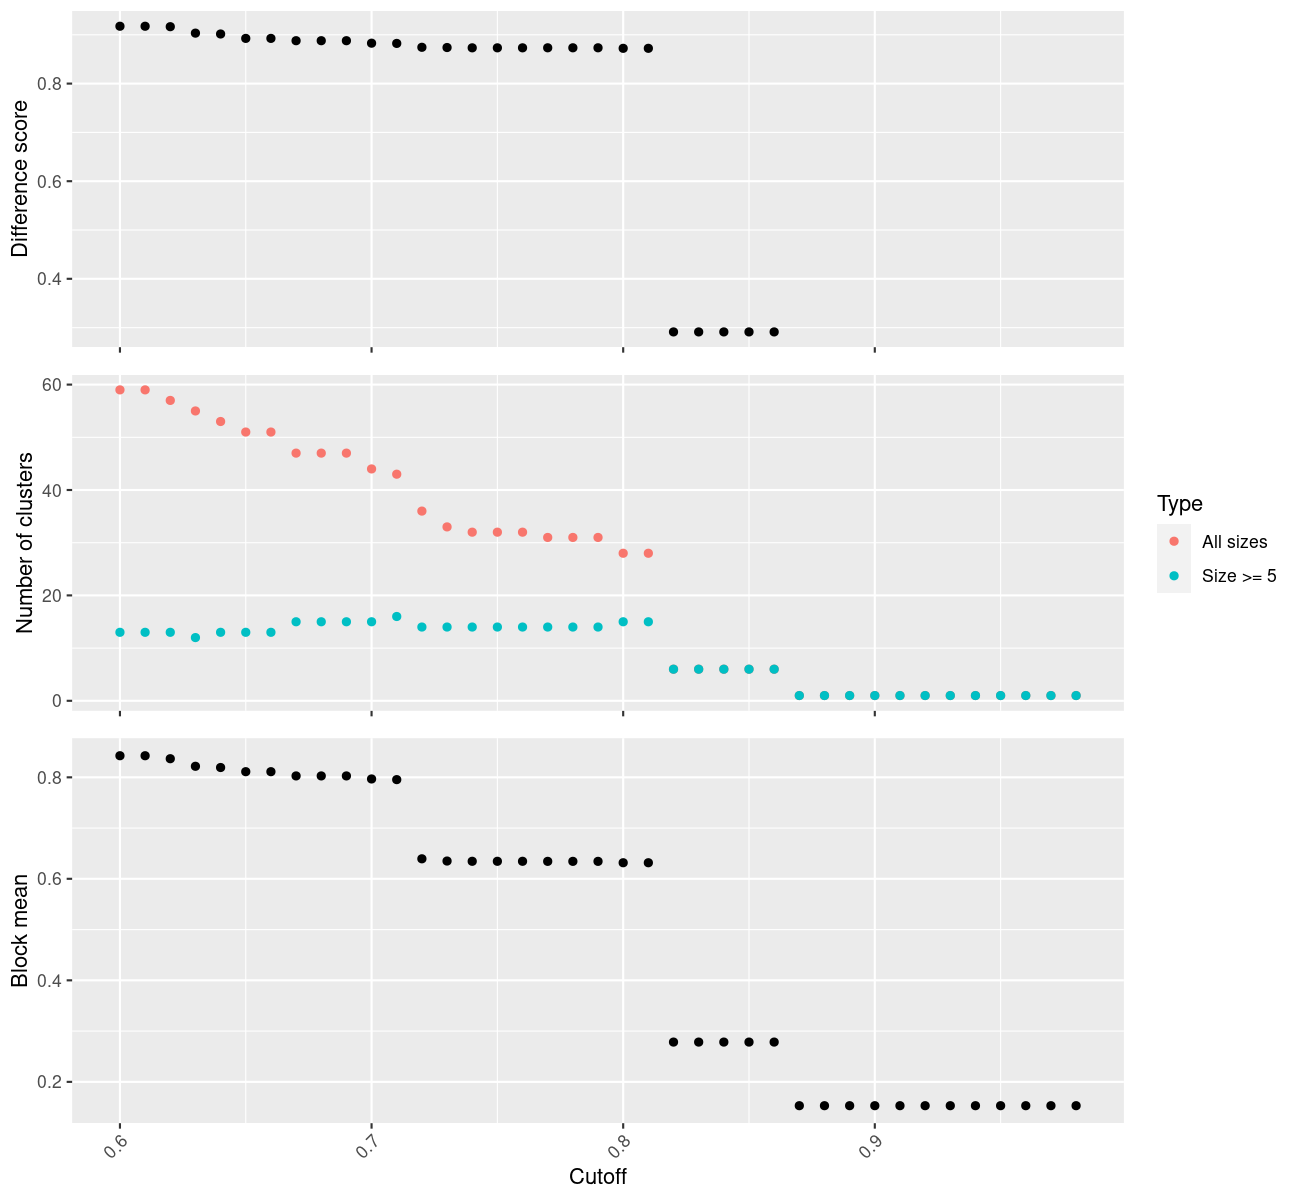 Difference score
0.8
0.6
0.4
Number of clusters
60
40
20
0
Type
All sizes
Size >= 5
Block mean
0.8
0.6
0.4
0.2
0.6
0.7
0.8
0.9
Cutoff